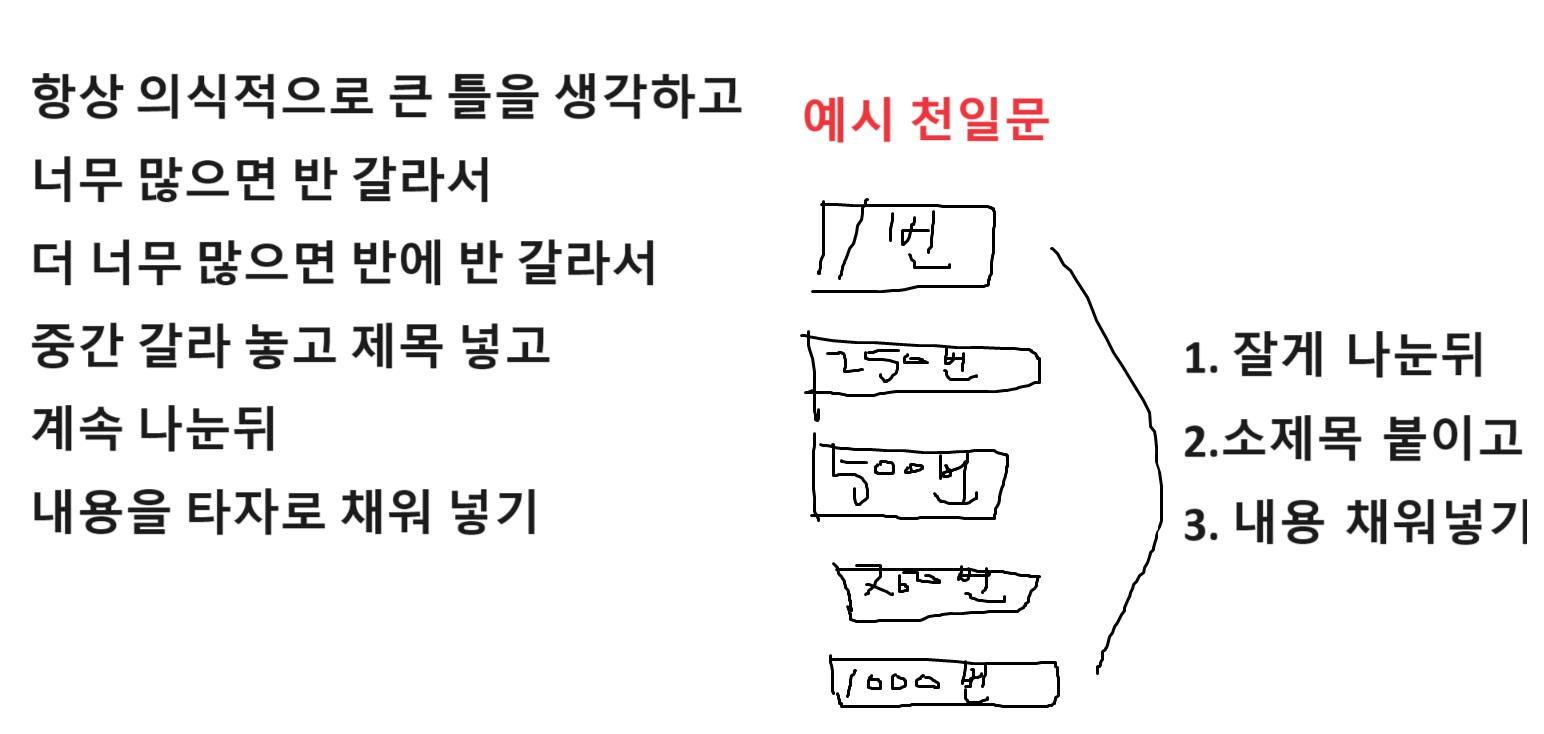 항상 의식적으로 큰 틀을 생각하고
너무 많으면 반 갈라서
더 너무 많으면 반에 반 갈라서
중간 갈라 놓고 제목 넣고
계속 나눈뒤
내용을 타자로 채워 넣기
예시 천일문
1번
250번
500번
번
1000번
1. 잘게 나눈뒤
2.소제목 붙이고
3. 내용 채워넣기